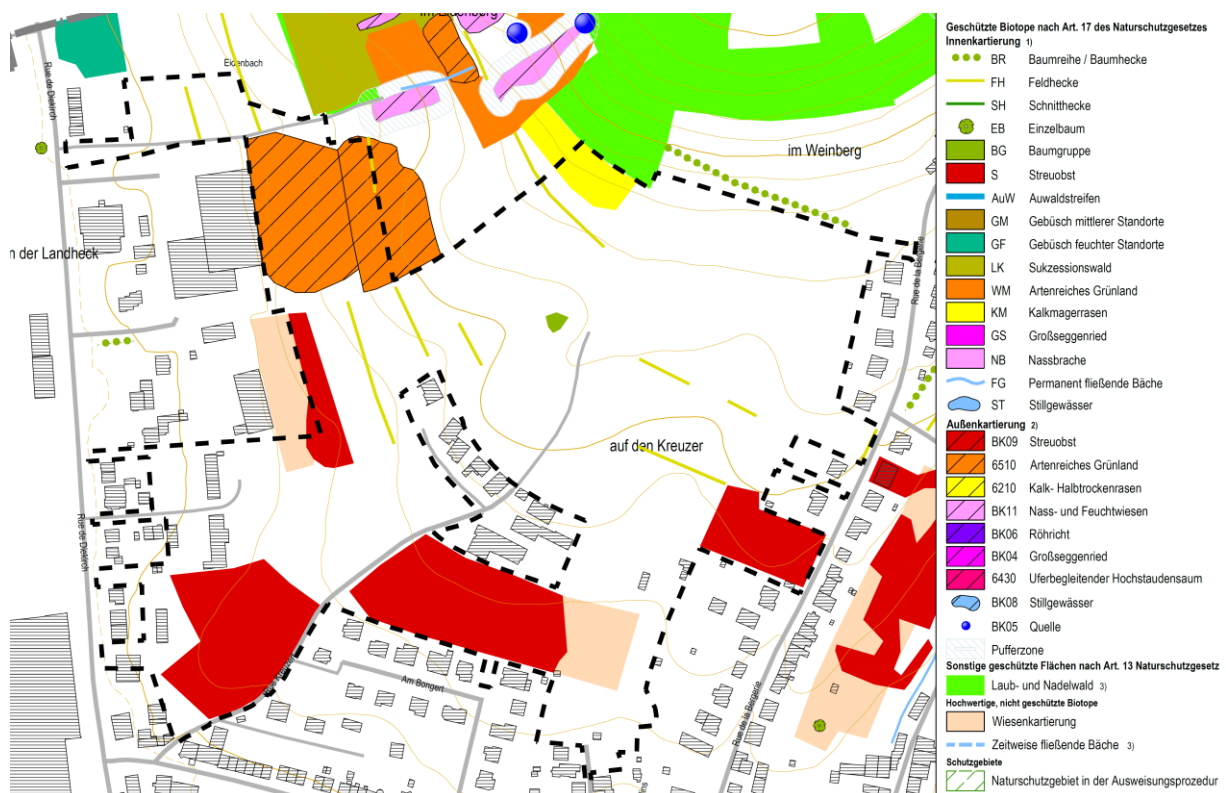 im Eidenberg
Eidenbach
Rue de Diekirch
im Weinberg
n der Landheck
Rue de la Bergerie
auf den Kreuzer
Rue de Diekirch
Am Bongert
Rue de la Bergerie
Geschützte Biotope nach Art. 17 des Naturschutzgesetzes
Innenkartierung 1)
BR Baumreihe / Baumhecke
FH Feldhecke
SH Schnitthecke
EB Einzelbaum
BG Baumgruppe
S Streuobst
AuW Auwaldstreifen
GM Gebüsch mittlerer Standorte
GF Gebüsch feuchter Standorte
LK Sukzessionswald
WM Artenreiches Grünland
KM Kalkmagerrasen
GS Großseggenried
NB Nassbrache
FG Permanent fließende Bäche
ST Stillgewässer
Außenkartierung 2)
BK09 Streuobst
6510 Artenreiches Grünland
6210 Kalk- Halbtrockenrasen
BK11 Nass- und Feuchtwiesen
BK06 Röhricht
BK04 Großseggenried
6430 Uferbegleitender Hochstaudensaum
BK08 Stillgewässer
BK05 Quelle
Pufferzone
Sonstige geschützte Flächen nach Art. 13 Naturschutzgesetz
Laub- und Nadelwald 3)
Hochwertige, nicht geschützte Biotope
Wiesenkartierung
Zeitweise fließende Bäche 3)
Schutzgebiete
Naturschutzgebiet in der Ausweisungsprozedur